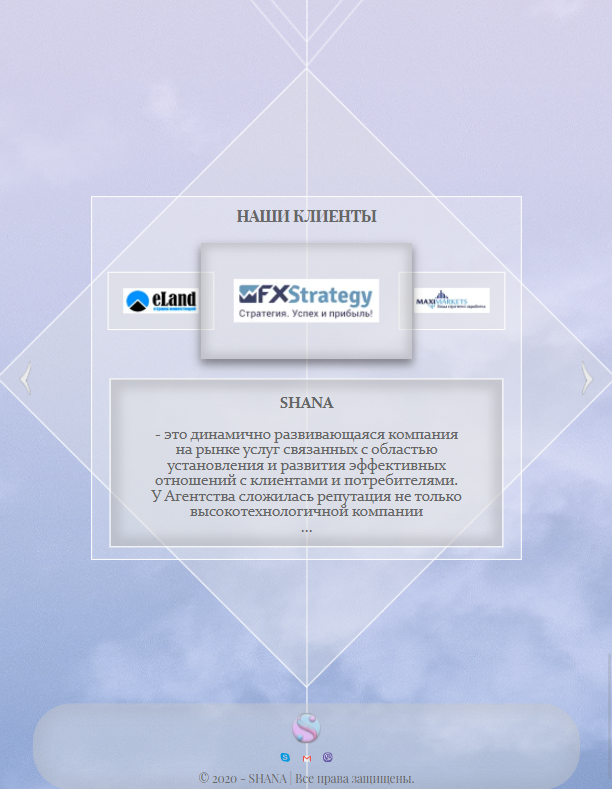 НАШИ КЛИЕНТЫ
eLand
FXStrategy
Стратегия. Успех и прибыль!
MAXIMARKETS
SHANA
- это динамично развивающаяся компания
на рынке услуг связанных с областью
установления и развития эффективных
отношений с клиентами и потребителями.
У Агентства сложилась репутация не только
высокотехнологичной компании
...
S
© 2020 - SHANA | Все права защищены.